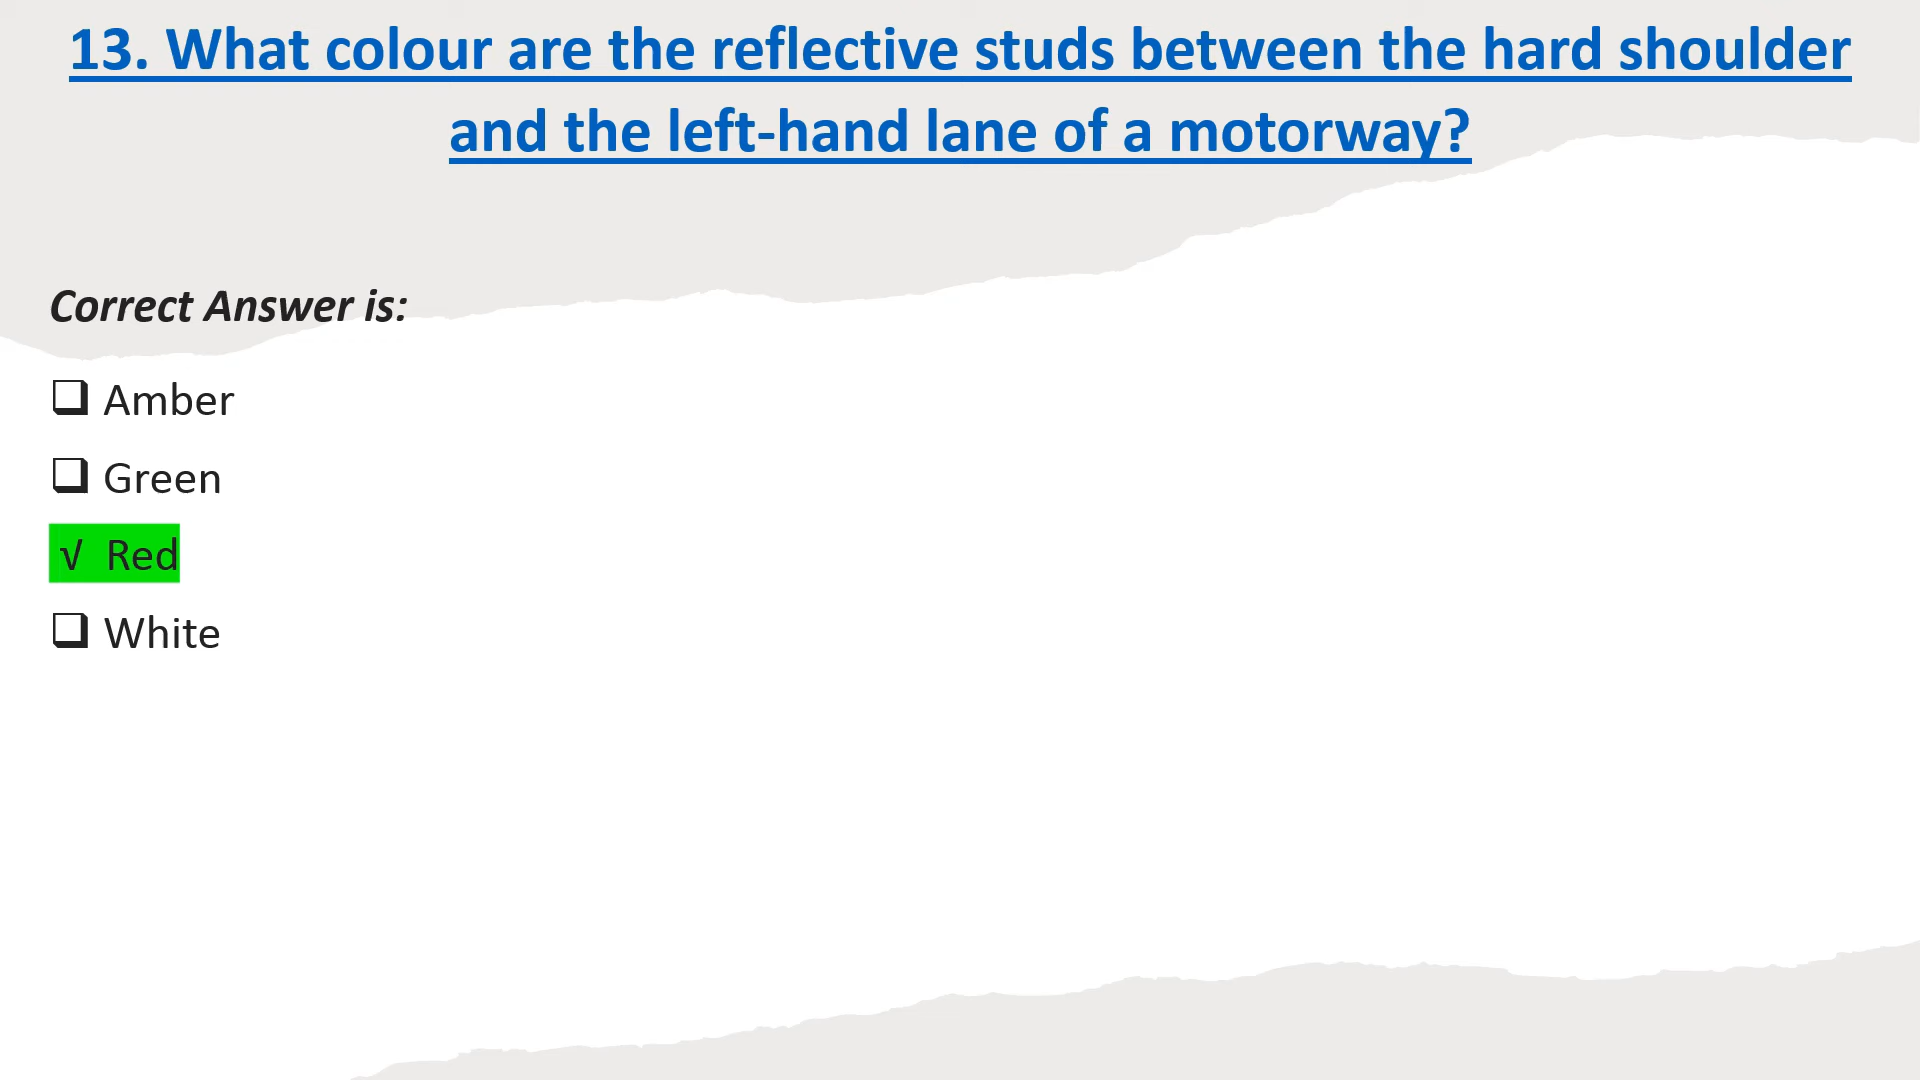 13. What colour are the reflective studs between the hard shoulder
and the left-hand lane of a motorway?
Correct Answer is:
❑ Amber
❑ Green
√ Red
❑ White